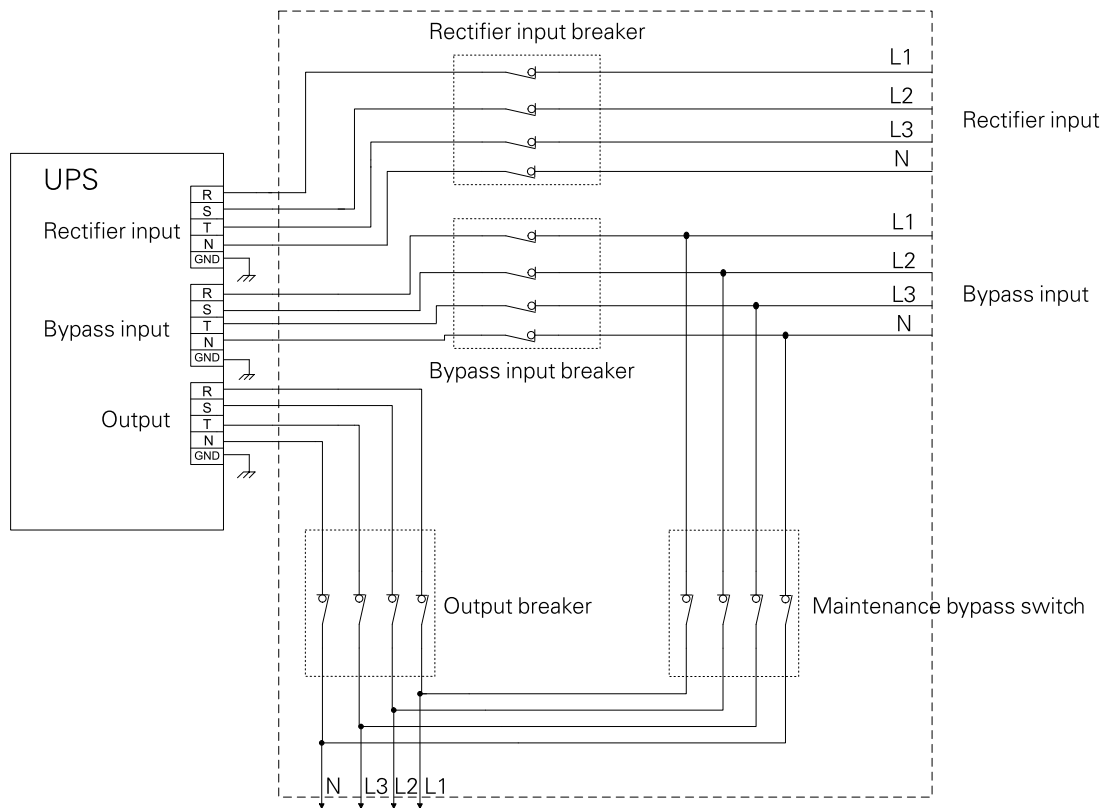 Rectifier input breaker
L1
L2
L3
N
Rectifier input
UPS
Rectifier input
R
S
T
N
GND
L1
L2
L3
N
Bypass input
Bypass input
R
S
T
N
GND
Bypass input breaker
Output
R
S
T
N
GND
Output breaker
Maintenance bypass switch
N L3 L2 L1